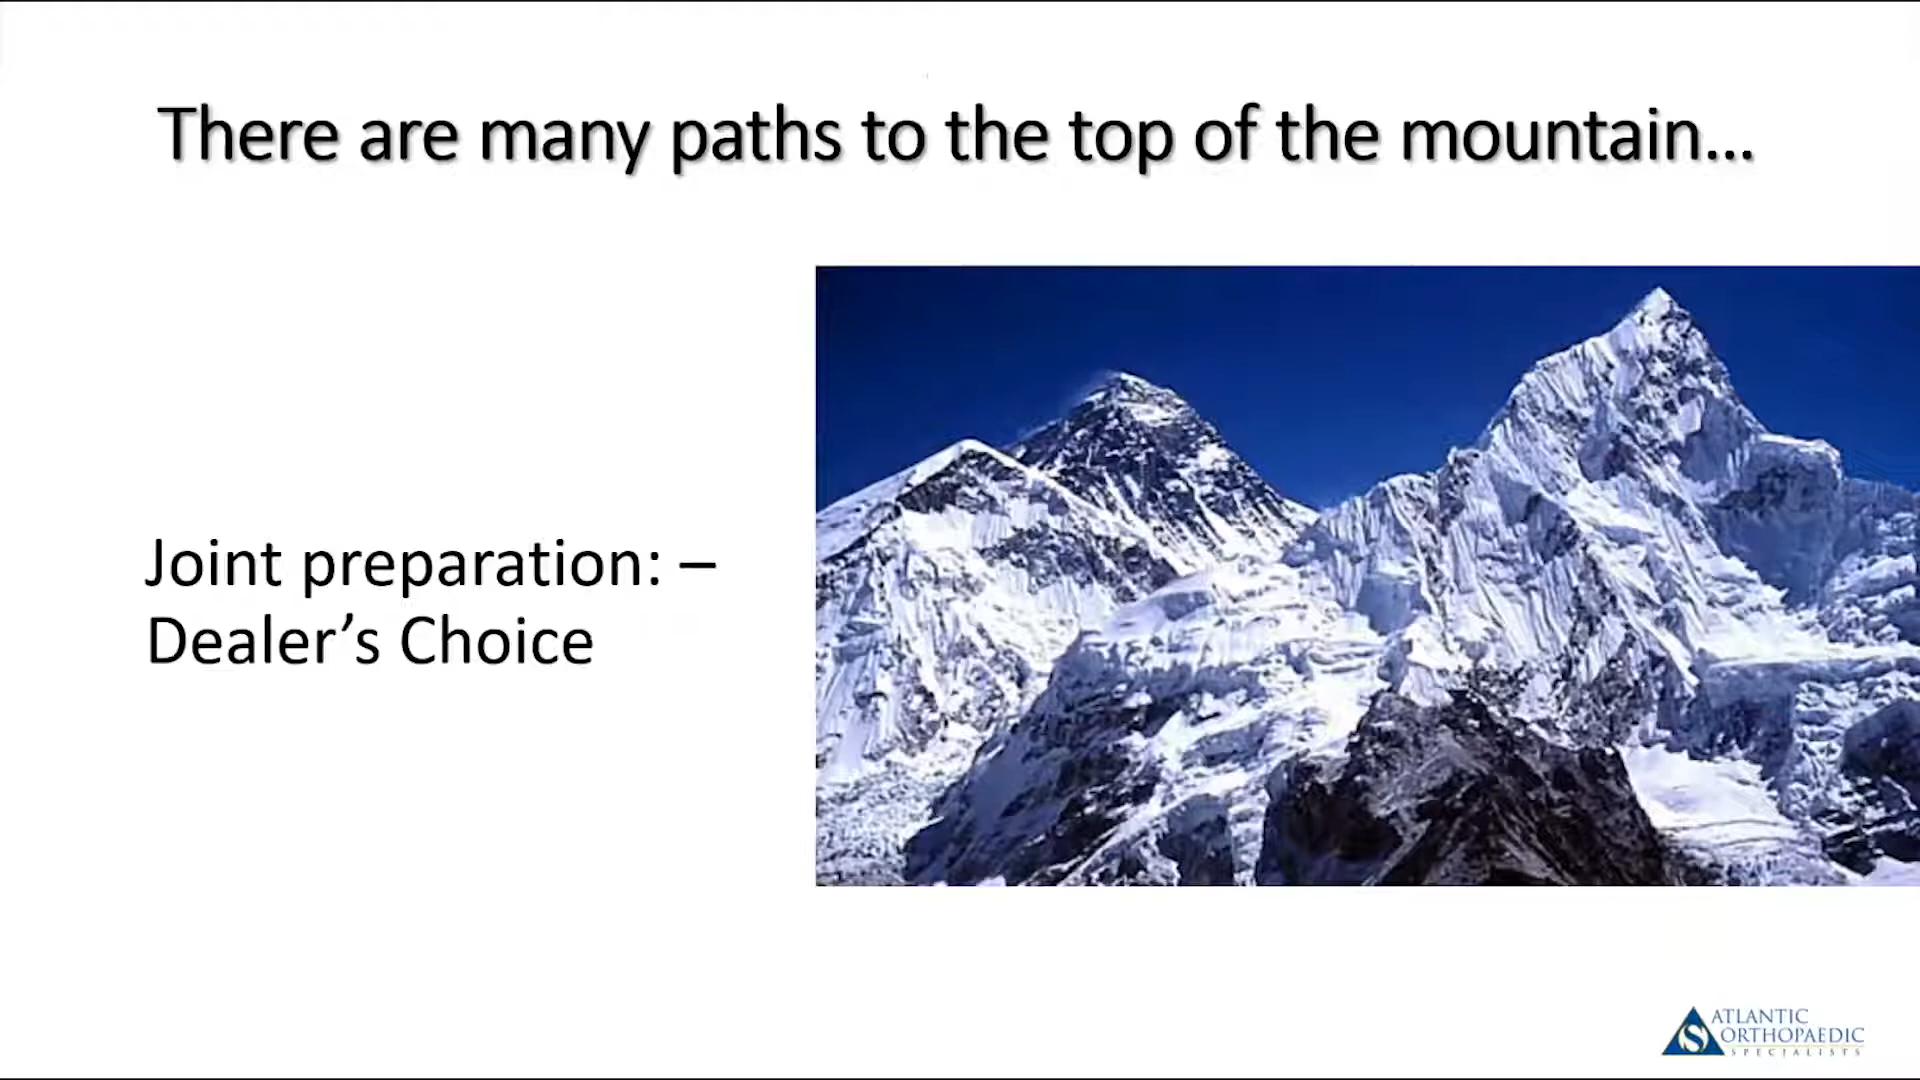 There are many paths to the top of the mountain...
Joint preparation: –
Dealer’s Choice
ATLANTIC
ORTHOPAEDIC
SPECIALISTS